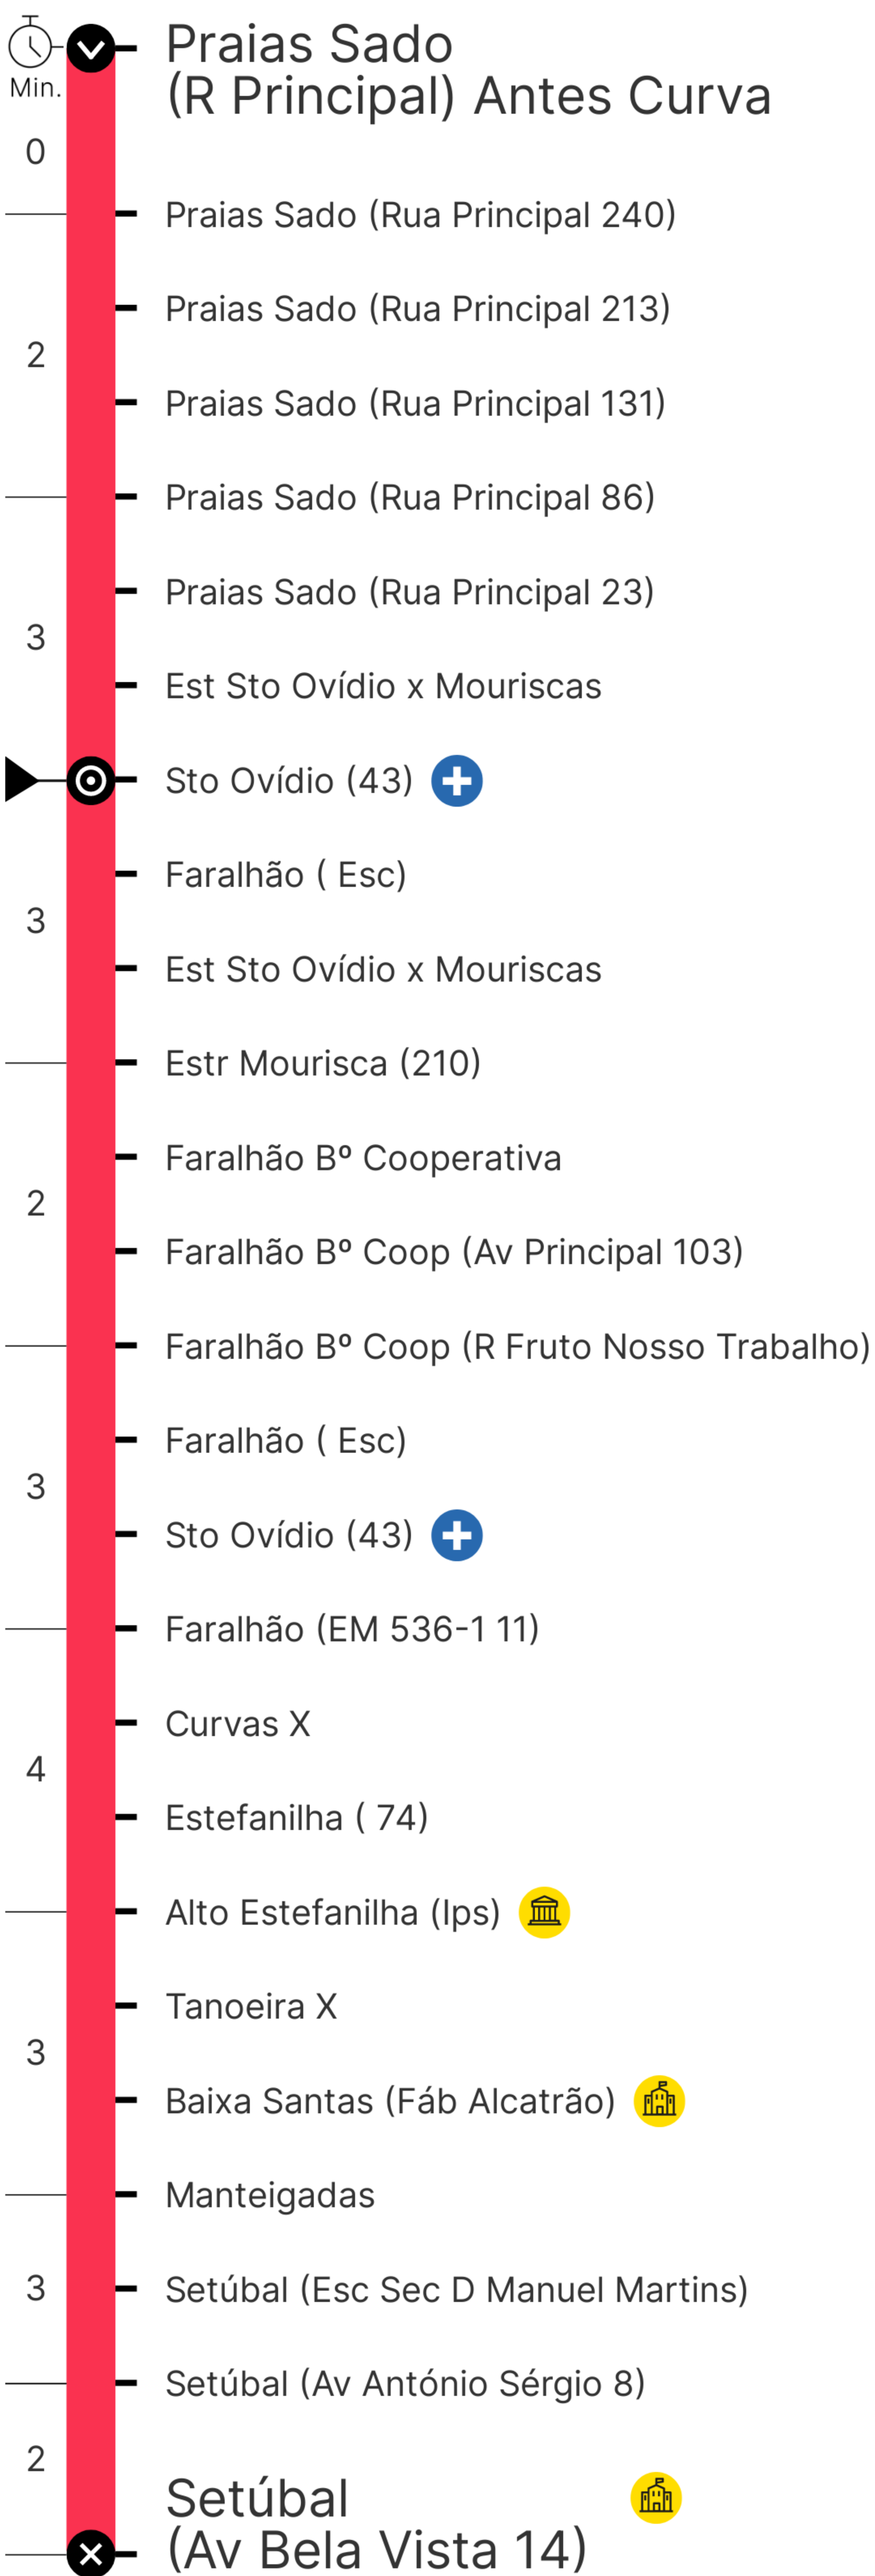 Praias Sado
(R Principal) Antes Curva
Min.
0
Praias Sado (Rua Principal 240)
Praias Sado (Rua Principal 213)
2
Praias Sado (Rua Principal 131)
Praias Sado (Rua Principal 86)
Praias Sado (Rua Principal 23)
3
Est Sto Ovídio x Mouriscas
Sto Ovídio (43)
Faralhão ( Esc)
3
Est Sto Ovídio x Mouriscas
Estr Mourisca (210)
Faralhão Bº Cooperativa
2
Faralhão Bº Coop (Av Principal 103)
Faralhão Bº Coop (R Fruto Nosso Trabalho)
Faralhão ( Esc)
3
Sto Ovídio (43)
Faralhão (EM 536-1 11)
Curvas X
4
Estefanilha ( 74)
Alto Estefanilha (Ips)
Tanoeira X
3
Baixa Santas (Fáb Alcatrão)
Manteigadas
3
Setúbal (Esc Sec D Manuel Martins)
Setúbal (Av António Sérgio 8)
2
Setúbal
(Av Bela Vista 14)